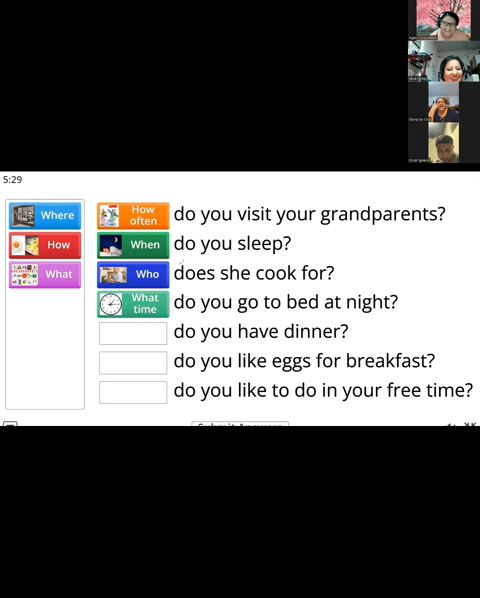 5:29
Where
How
What
How often do you visit your grandparents?
When do you sleep?
Who does she cook for?
What time do you go to bed at night?
do you have dinner?
do you like eggs for breakfast?
do you like to do in your free time?
Submit Answers